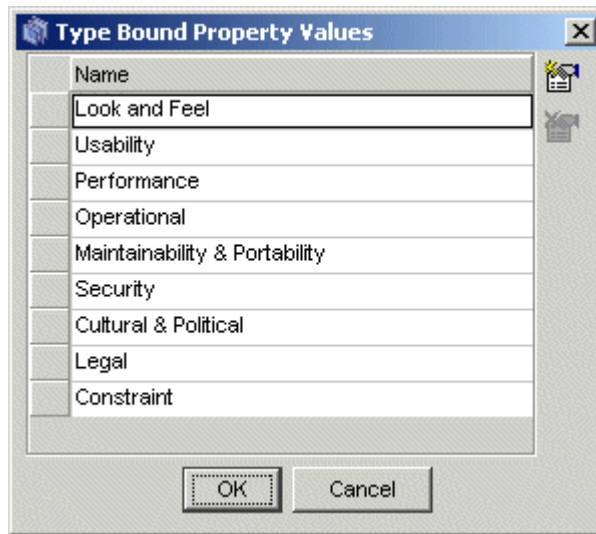 Type Bound Property Values
Name
Look and Feel
Usability
Performance
Operational
Maintainability & Portability
Security
Cultural & Political
Legal
Constraint
OK
Cancel